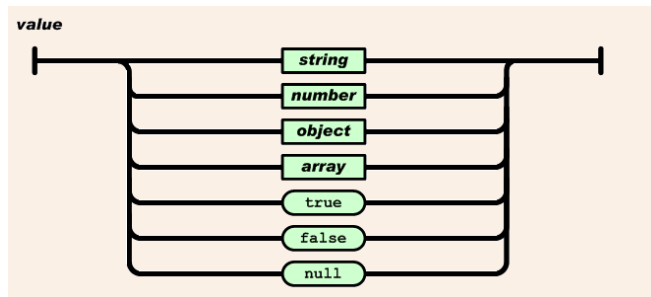 value
string
number
object
array
true
false
null